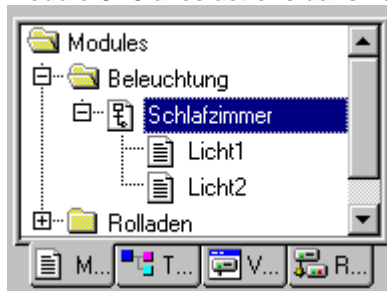 Modules
Beleuchtung
Schlafzimmer
Licht1
Licht2
Rolladen
M... T... V... R...